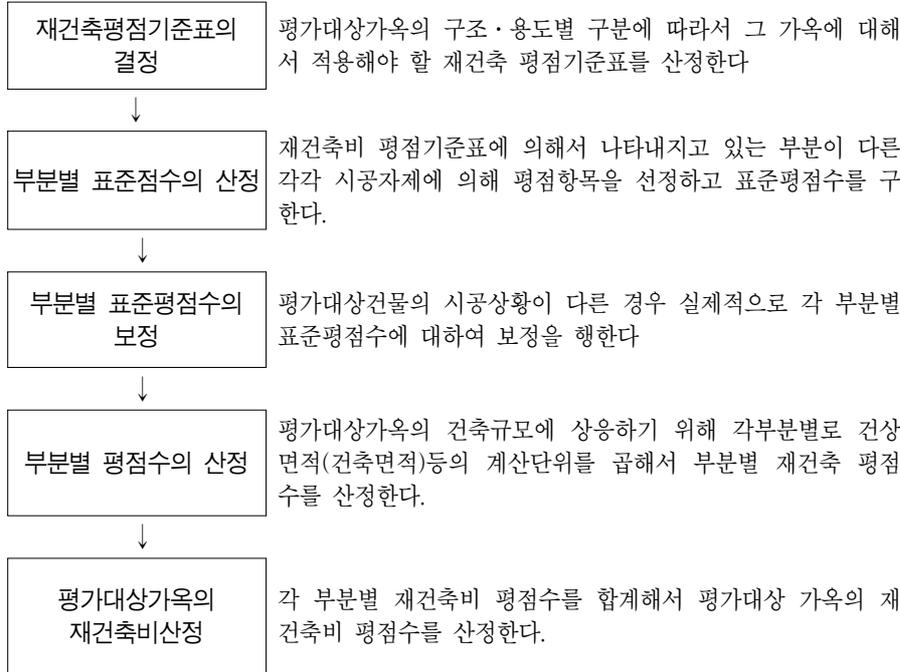 재건축평점기준표의
결정
평가대상가옥의 구조·용도별 구분에 따라서 그 가옥에 대해
서 적용해야 할 재건축 평점기준표를 산정한다
↓
부분별 표준점수의 산정
재건축비 평점기준표에 의해서 나타내지고 있는 부분이 다른
각각 시공자제에 의해 평점항목을 선정하고 표준평점수를 구
한다.
↓
부분별 표준평점수의
보정
평가대상건물의 시공상황이 다른 경우 실제적으로 각 부분별
표준평점수에 대하여 보정을 행한다
↓
부분별 평점수의 산정
평가대상가옥의 건축규모에 상응하기 위해 각부분별로 건상
면적(건축면적)등의 계산단위를 곱해서 부분별 재건축 평점
수를 산정한다.
↓
평가대상가옥의
재건축비산정
각 부분별 재건축비 평점수를 합계해서 평가대상 가옥의 재
건축비 평점수를 산정한다.